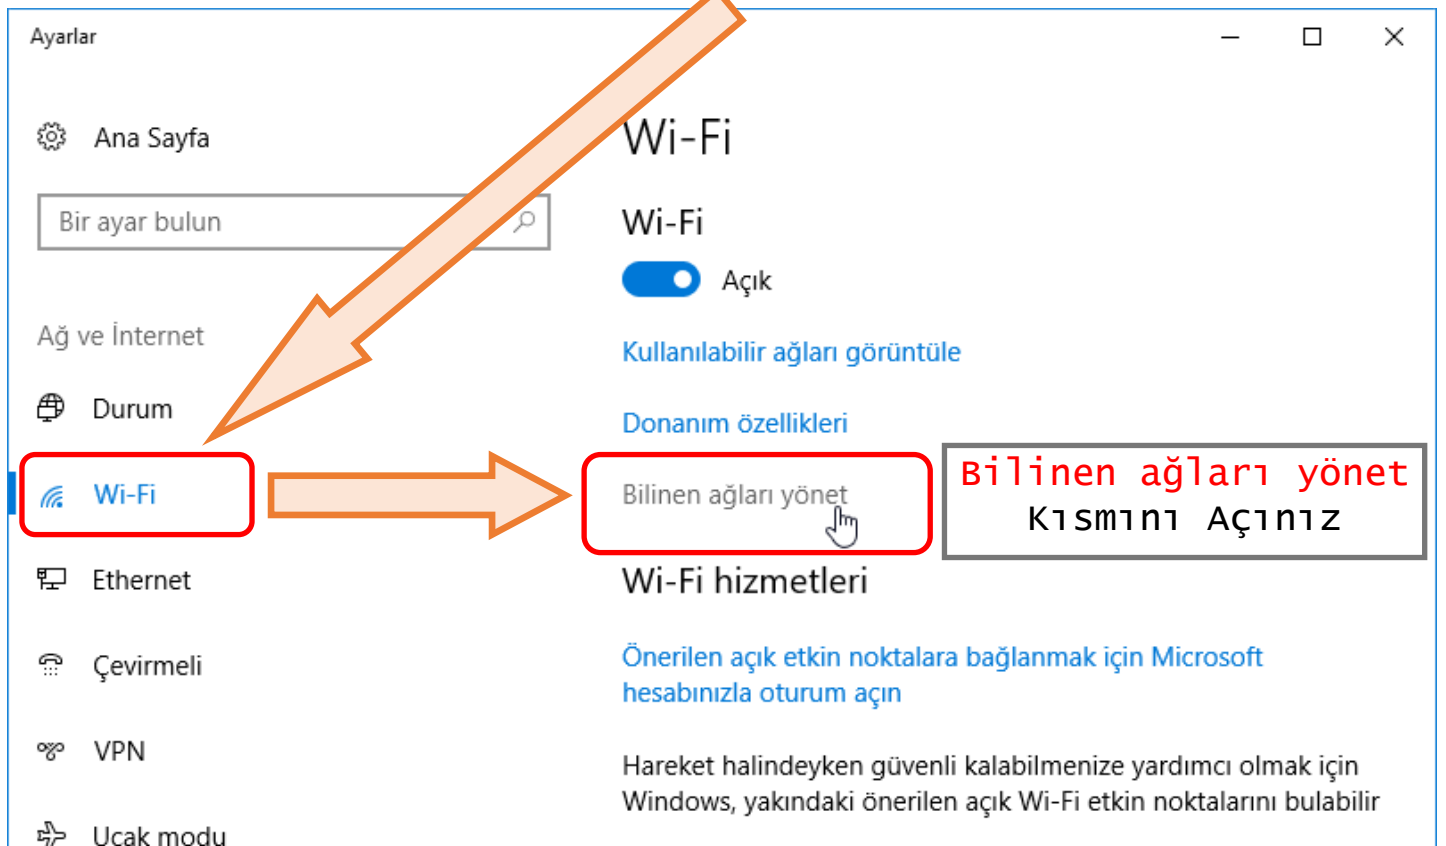 Ayarlar
Ana Sayfa
Bir ayar bulun
Ağ ve İnternet
Durum
Wi-Fi
Ethernet
Çevirmeli
VPN
Uçak modu
Wi-Fi
Wi-Fi
Açık
Kullanılabilir ağları görüntüle
Donanım özellikleri
Bilinen ağları yönet
Bilinen ağları yönet
Kısmını Açınız
Wi-Fi hizmetleri
Önerilen açık etkin noktalara bağlanmak için Microsoft
hesabınızla oturum açın
Hareket halindeyken güvenli kalabilmenize yardımcı olmak için
Windows, yakındaki önerilen açık Wi-Fi etkin noktalarını bulabilir